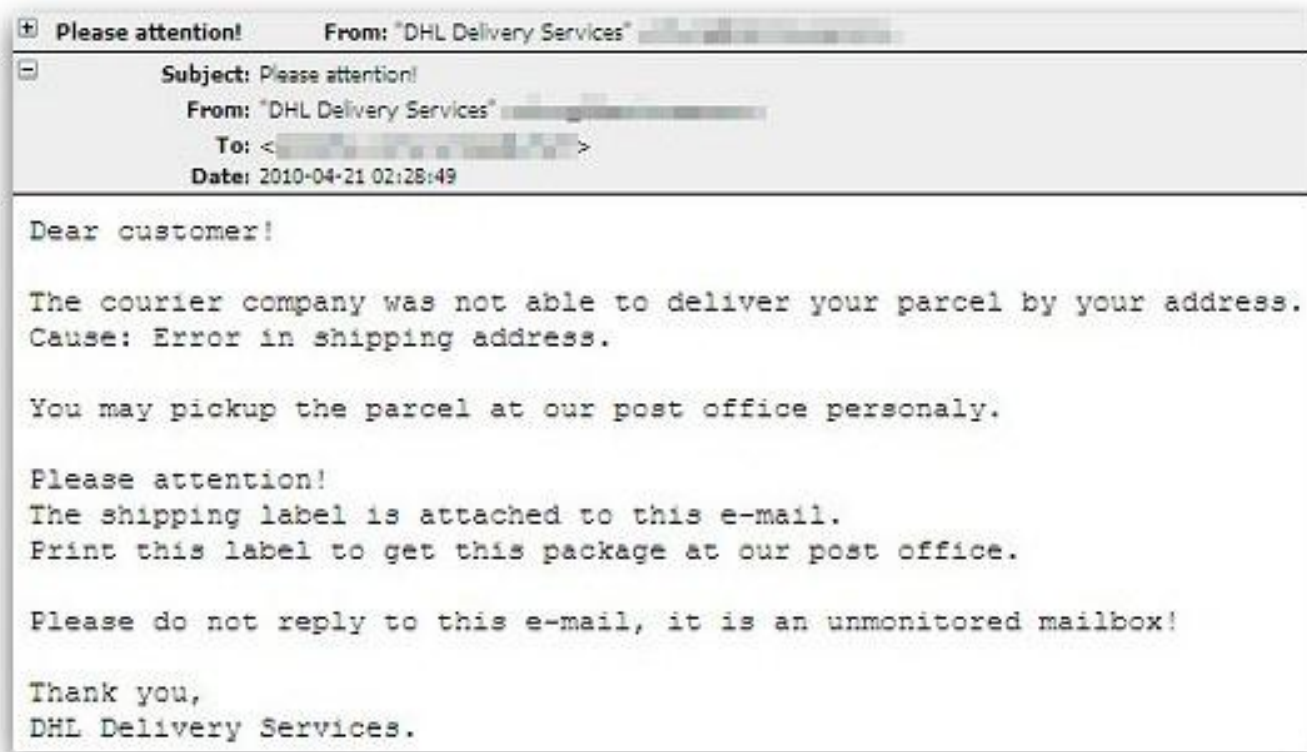 Please attention! From: "DHL Delivery Services"
Subject: Please attention!
From: "DHL Delivery Services"
To: < >
Date: 2010-04-21 02:28:49
Dear customer!
The courier company was not able to deliver your parcel by your address.
Cause: Error in shipping address.
You may pickup the parcel at our post office personaly.
Please attention!
The shipping label is attached to this e-mail.
Print this label to get this package at our post office.
Please do not reply to this e-mail, it is an unmonitored mailbox!
Thank you,
DHL Delivery Services.